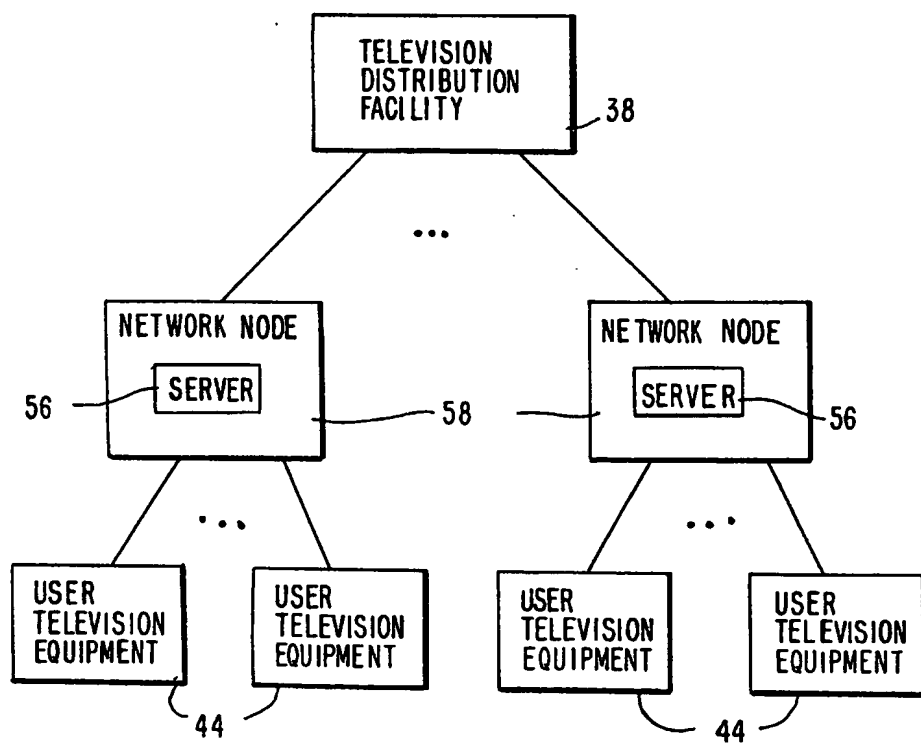 TELEVISION
DISTRIBUTION
FACILITY
38
...
NETWORK NODE
SERVER
56
58
NETWORK NODE
SERVER
56
...
...
USER
TELEVISION
EQUIPMENT
USER
TELEVISION
EQUIPMENT
44
USER
TELEVISION
EQUIPMENT
USER
TELEVISION
EQUIPMENT
44